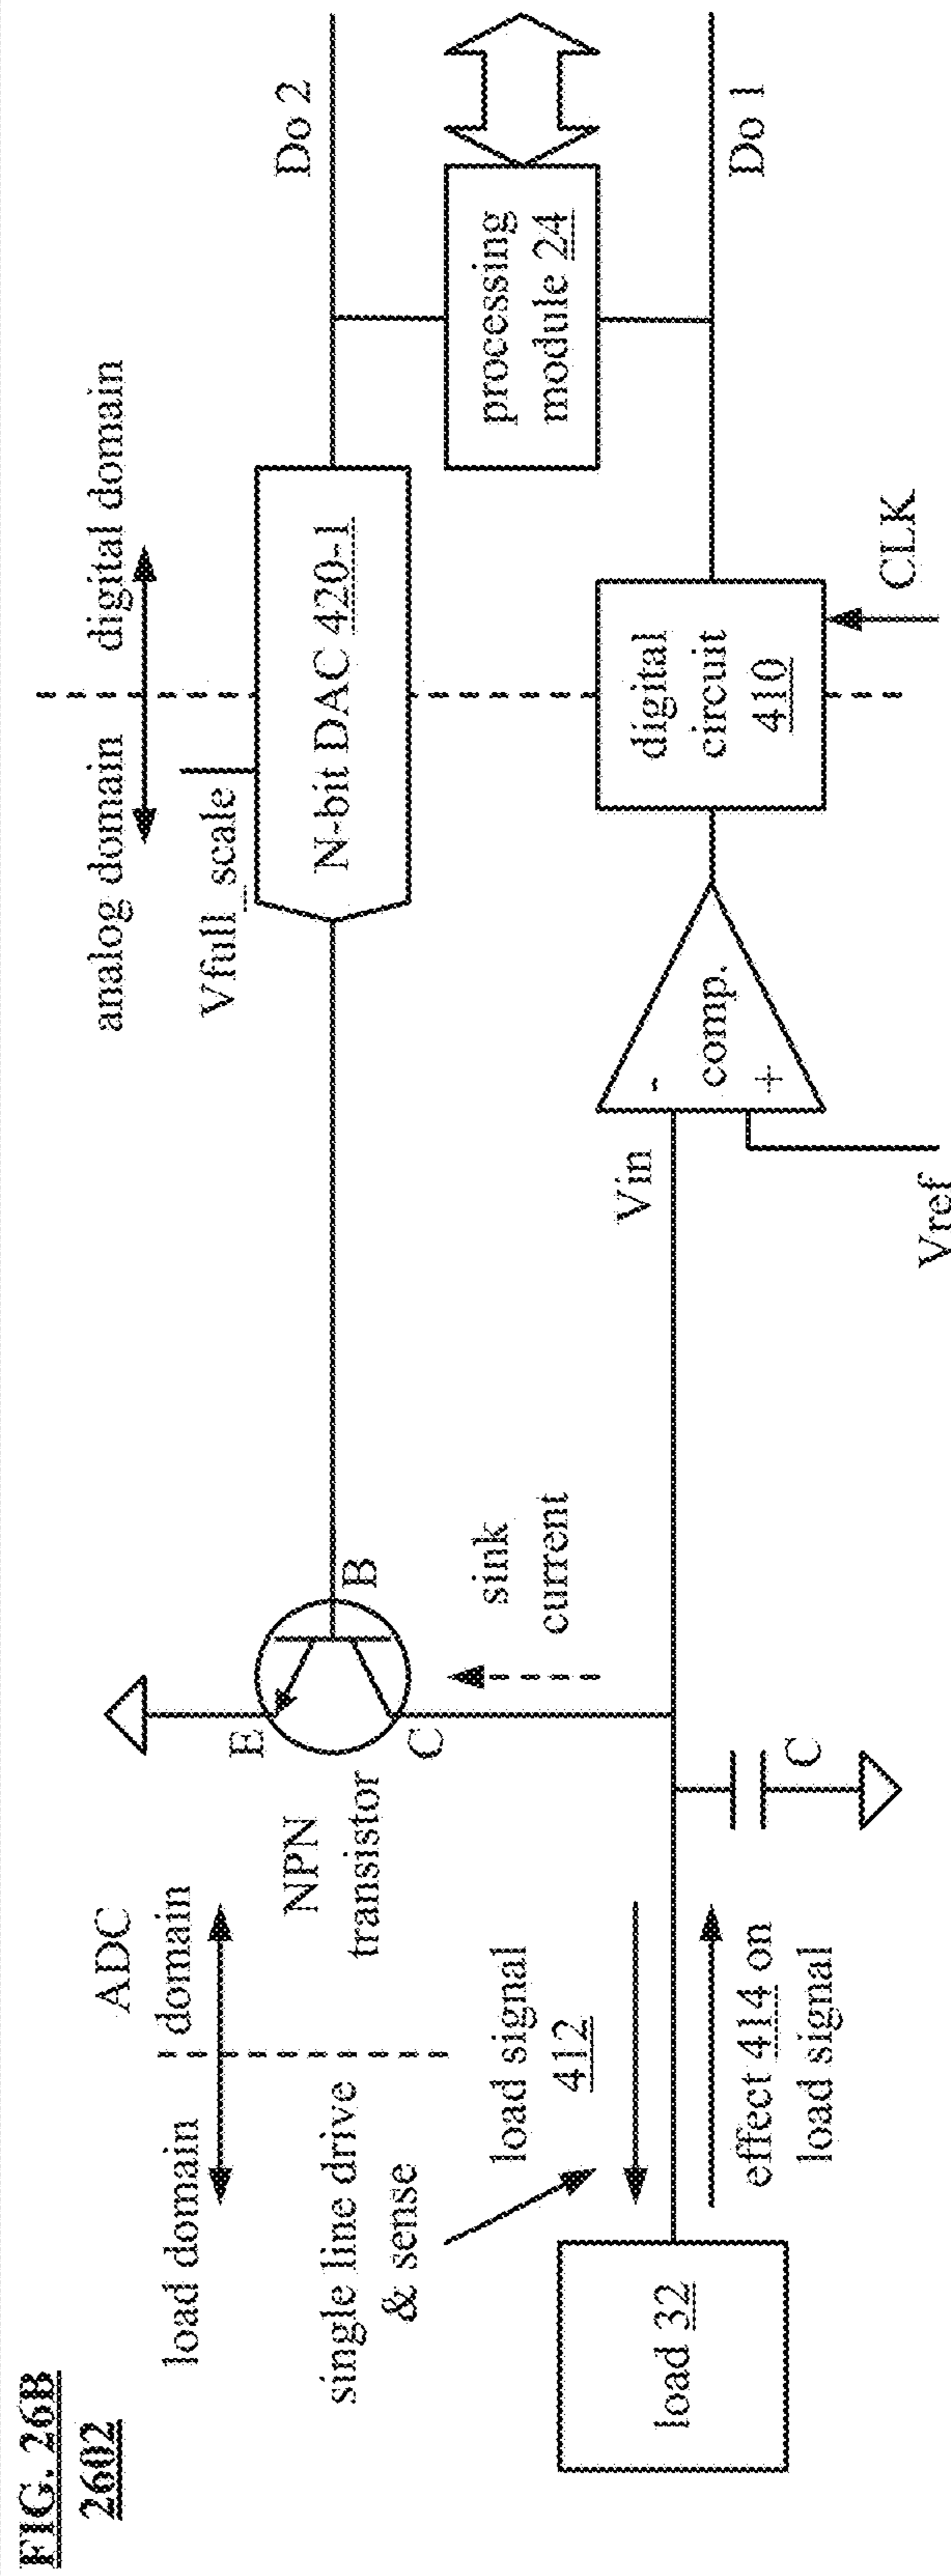 FIG. 26B
2602
load domain
ADC
domain
analog domain
digital domain
single line drive
& sense
NPN
transistor
E
B
C
Vfull_scale
N-bit DAC 420-1
Do 2
load signal
412
sink
current
processing
module 24
load 32
effect 414 on
load signal
C
Vin
Vref
-
+
comp.
digital
circuit
410
CLK
Do 1